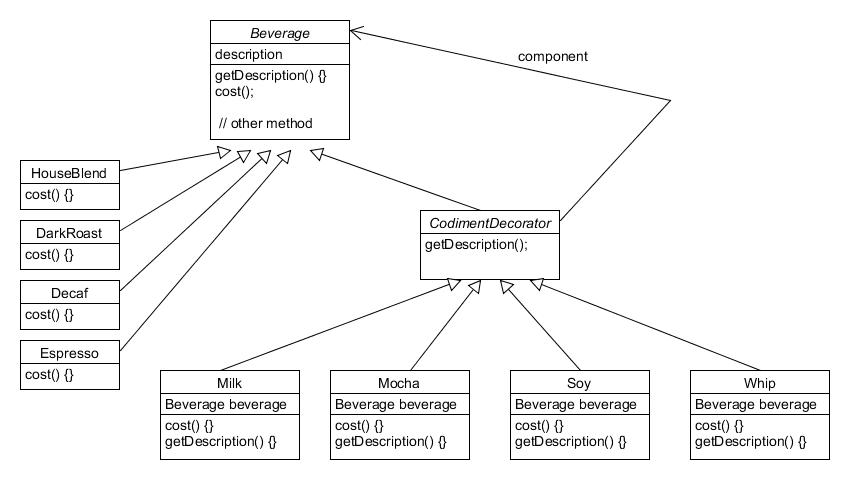 Beverage
description
getDescription() {}
cost();
// other method
component
HouseBlend
cost() {}
DarkRoast
cost() {}
Decaf
cost() {}
Espresso
cost() {}
CodimentDecorator
getDescription();
Milk
Beverage beverage
cost() {}
getDescription() {}
Mocha
Beverage beverage
cost() {}
getDescription() {}
Soy
Beverage beverage
cost() {}
getDescription() {}
Whip
Beverage beverage
cost() {}
getDescription() {}